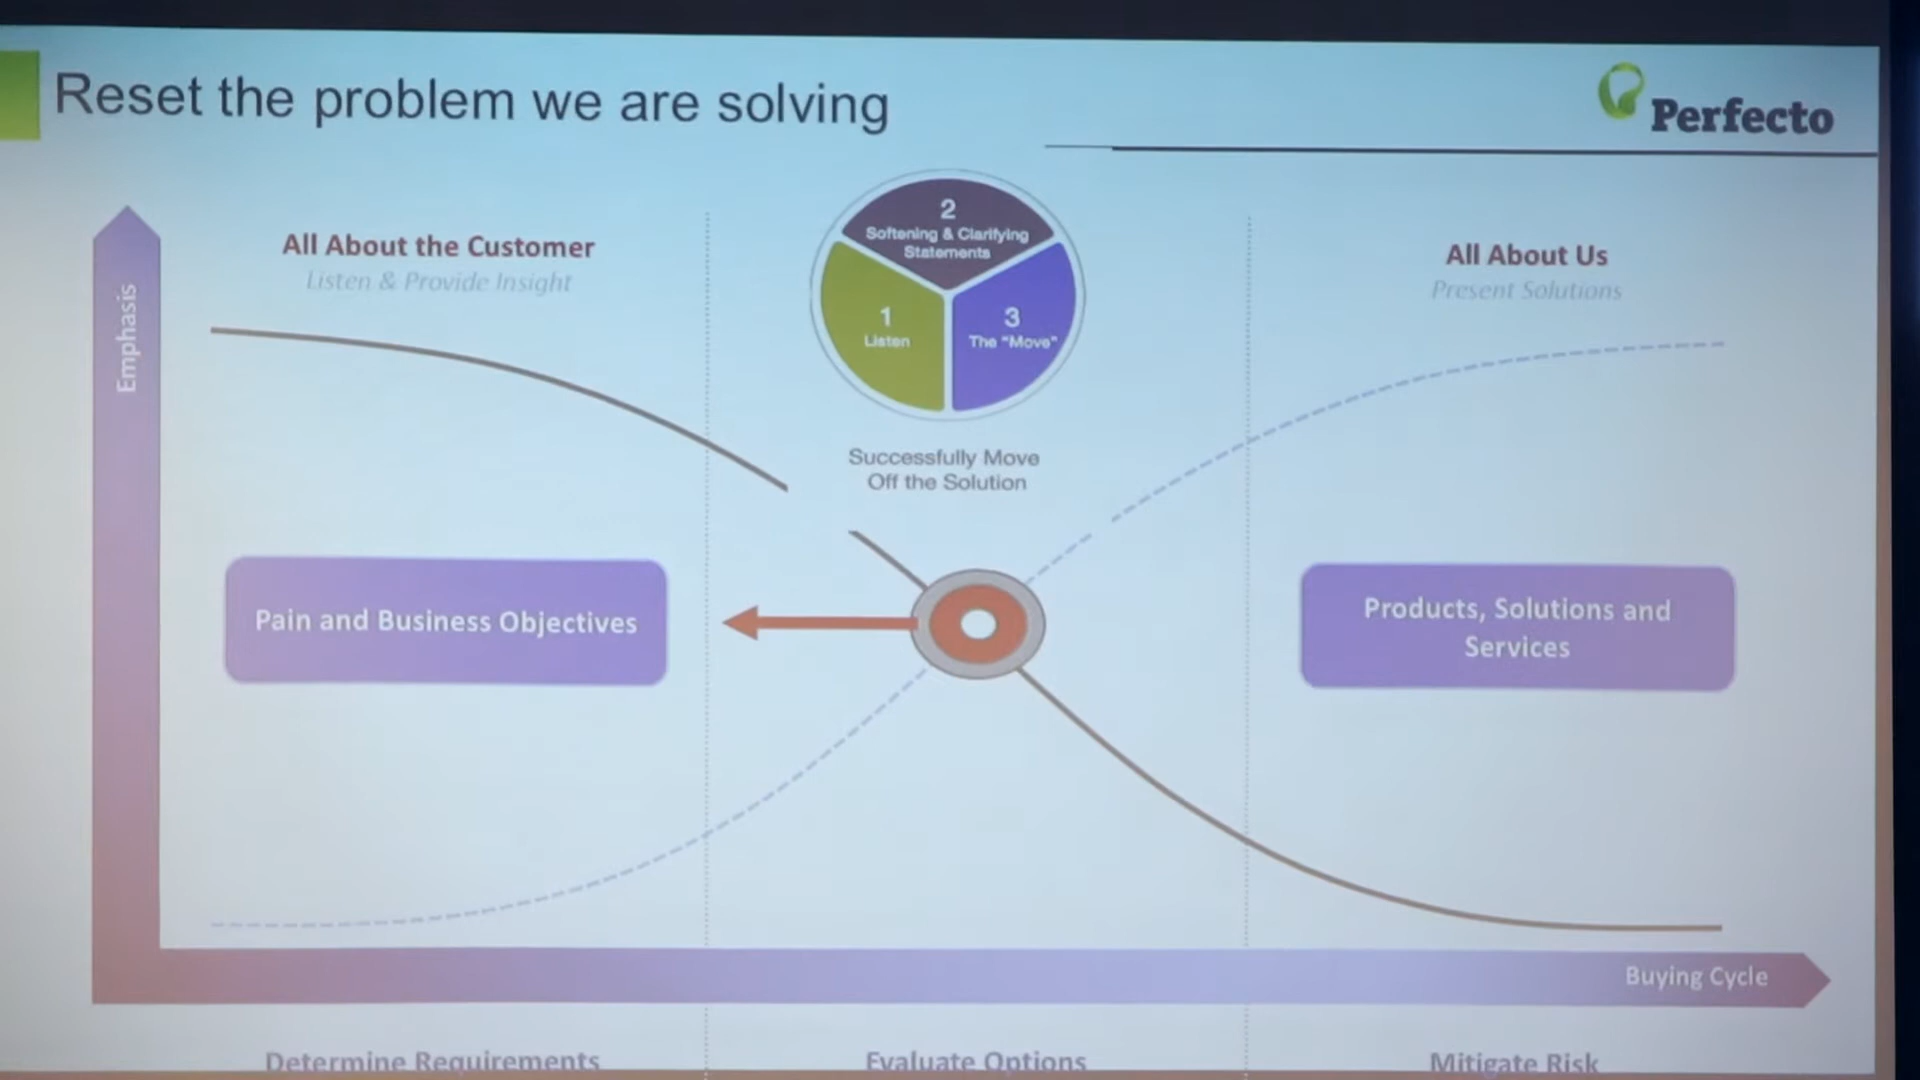 Reset the problem we are solving
Perfecto
Emphasis
All About the Customer
Listen & Provide Insight
2
Softening & Clarifying
Statements
1
Listen
3
The "Move"
Successfully Move
Off the Solution
All About Us
Present Solutions
Pain and Business Objectives
Products, Solutions and
Services
Buying Cycle
Determine Requirements
Evaluate Options
Mitigate Risk